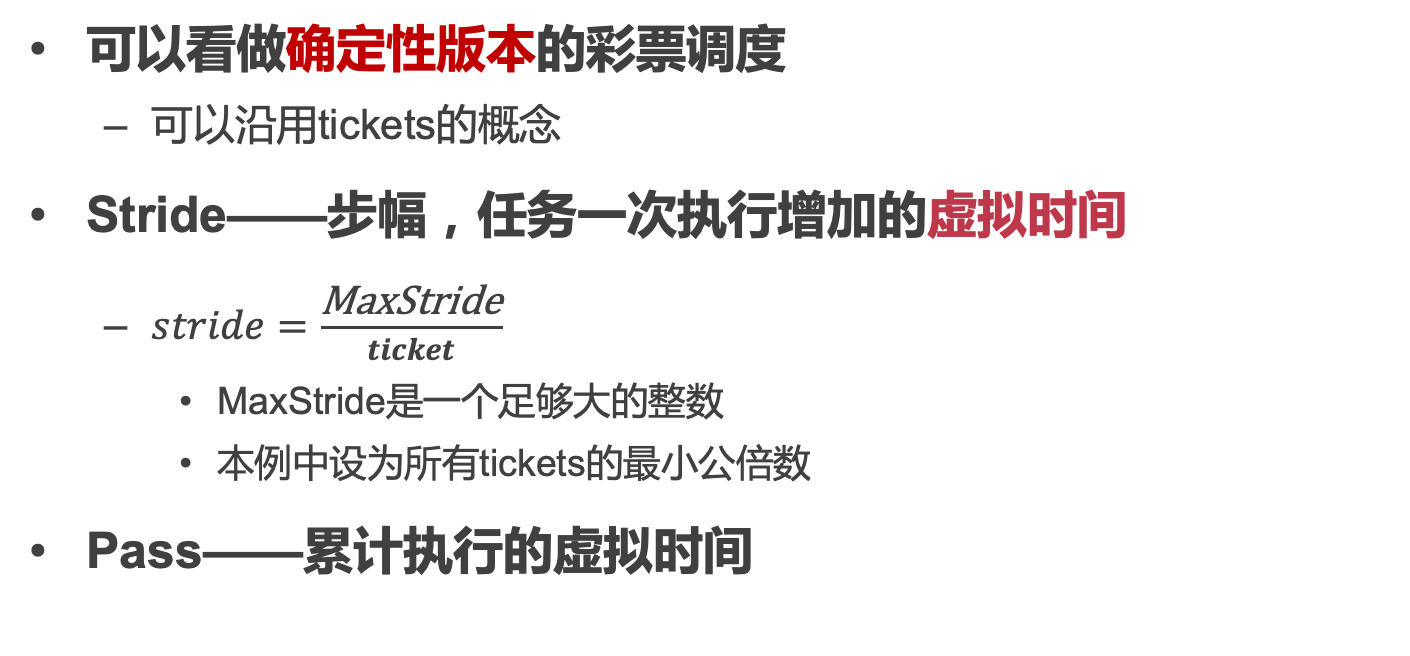 • 可以看做确定性版本的彩票调度
– 可以沿用tickets的概念
• Stride——步幅，任务一次执行增加的虚拟时间
– stride = MaxStride / ticket
• MaxStride是一个足够大的整数
• 本例中设为所有tickets的最小公倍数
• Pass——累计执行的虚拟时间